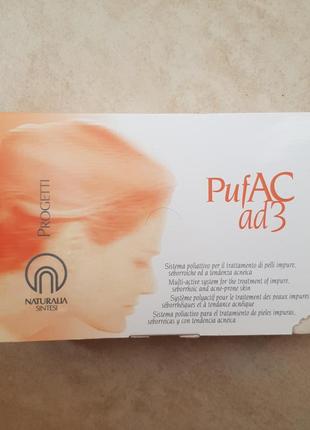 PufAC
ad3
PROGETTI
NATURALIA
SINTESI
Sistema poliattivo per il trattamento di pelli impure,
seborroiche ed a tendenza acneica
Multi-active system for the treatment of impure,
seborrhoic and acne-prone skin
Système polyactif pour le traitement des peaux impures,
seborrhéiques et à tendance acnéique
Sistema poliactivo para el tratamiento de pieles impuras,
seborreicas y con tendencia acneica